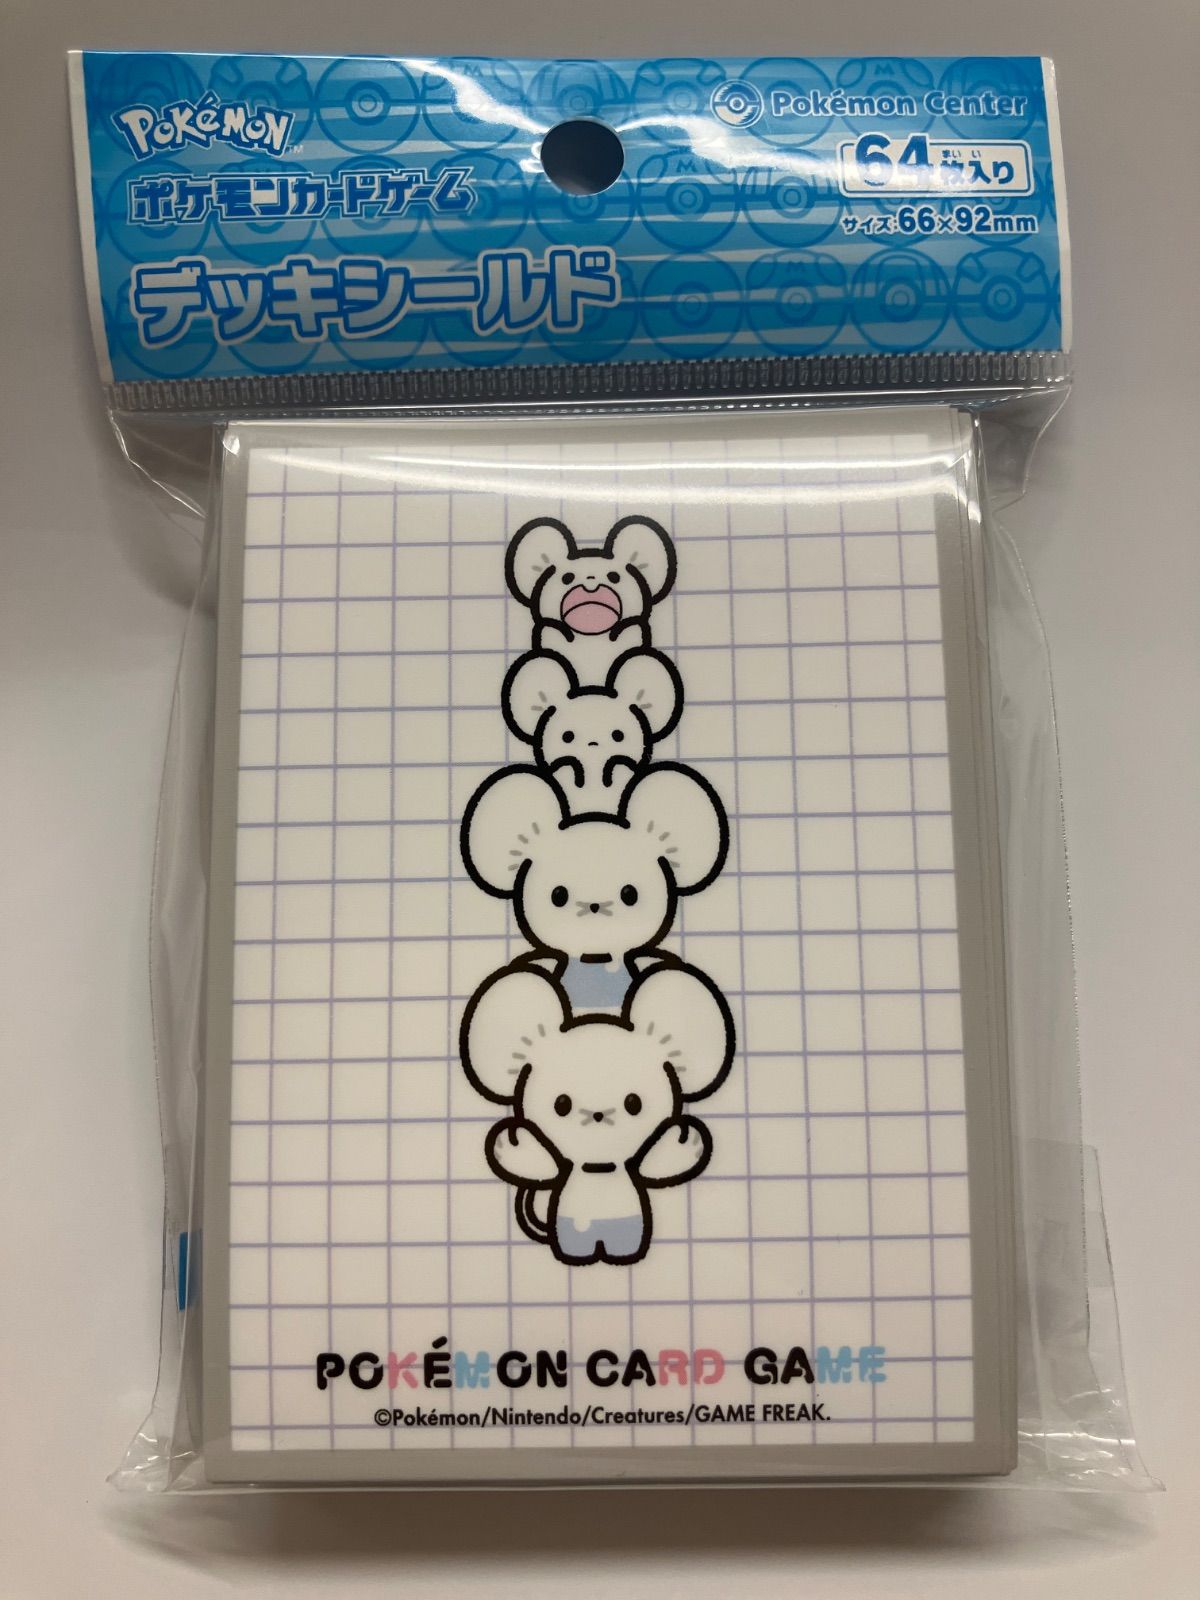 POKéMON™
Pokémon Center
ポケモンカードゲーム
64枚入り
まいい
サイズ:66×92mm
デッキシールド
POKÉMON CARD GAME
©Pokémon/Nintendo/Creatures/GAME FREAK.